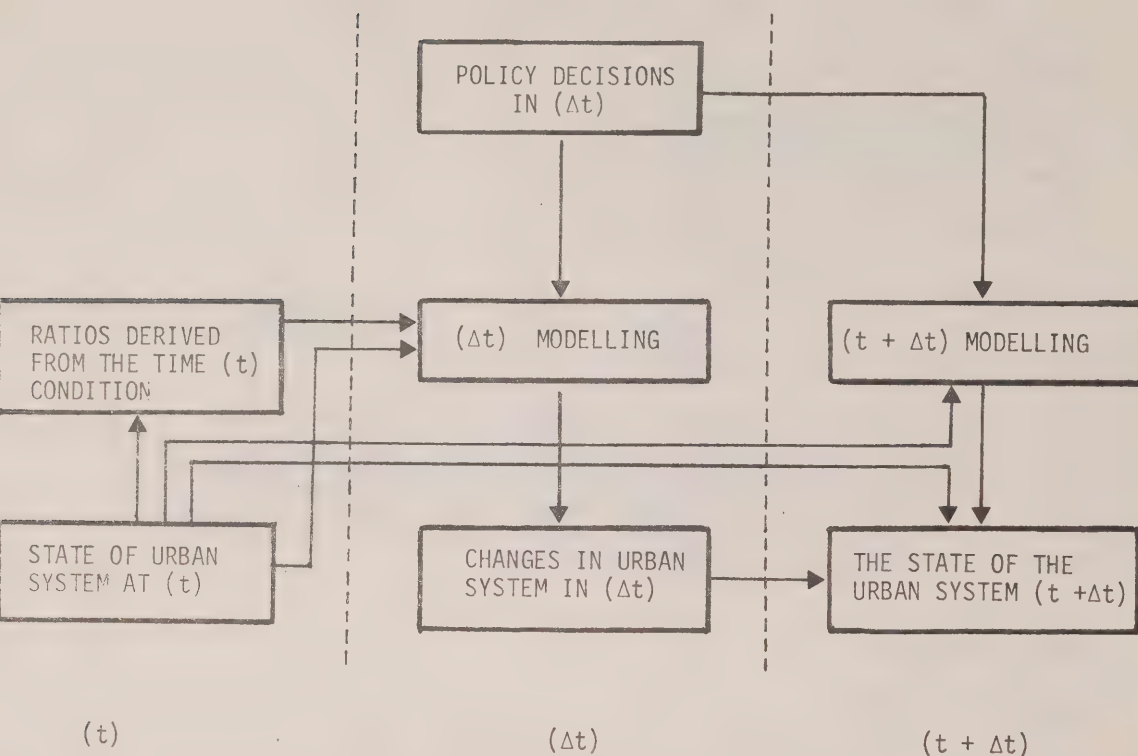 POLICY DECISIONS
IN (Δt)
RATIOS DERIVED
FROM THE TIME (t)
CONDITION
(Δt) MODELLING
(t + Δt) MODELLING
STATE OF URBAN
SYSTEM AT (t)
CHANGES IN URBAN
SYSTEM IN (Δt)
THE STATE OF THE
URBAN SYSTEM (t +Δt)
(t)
(Δt)
(t + Δt)